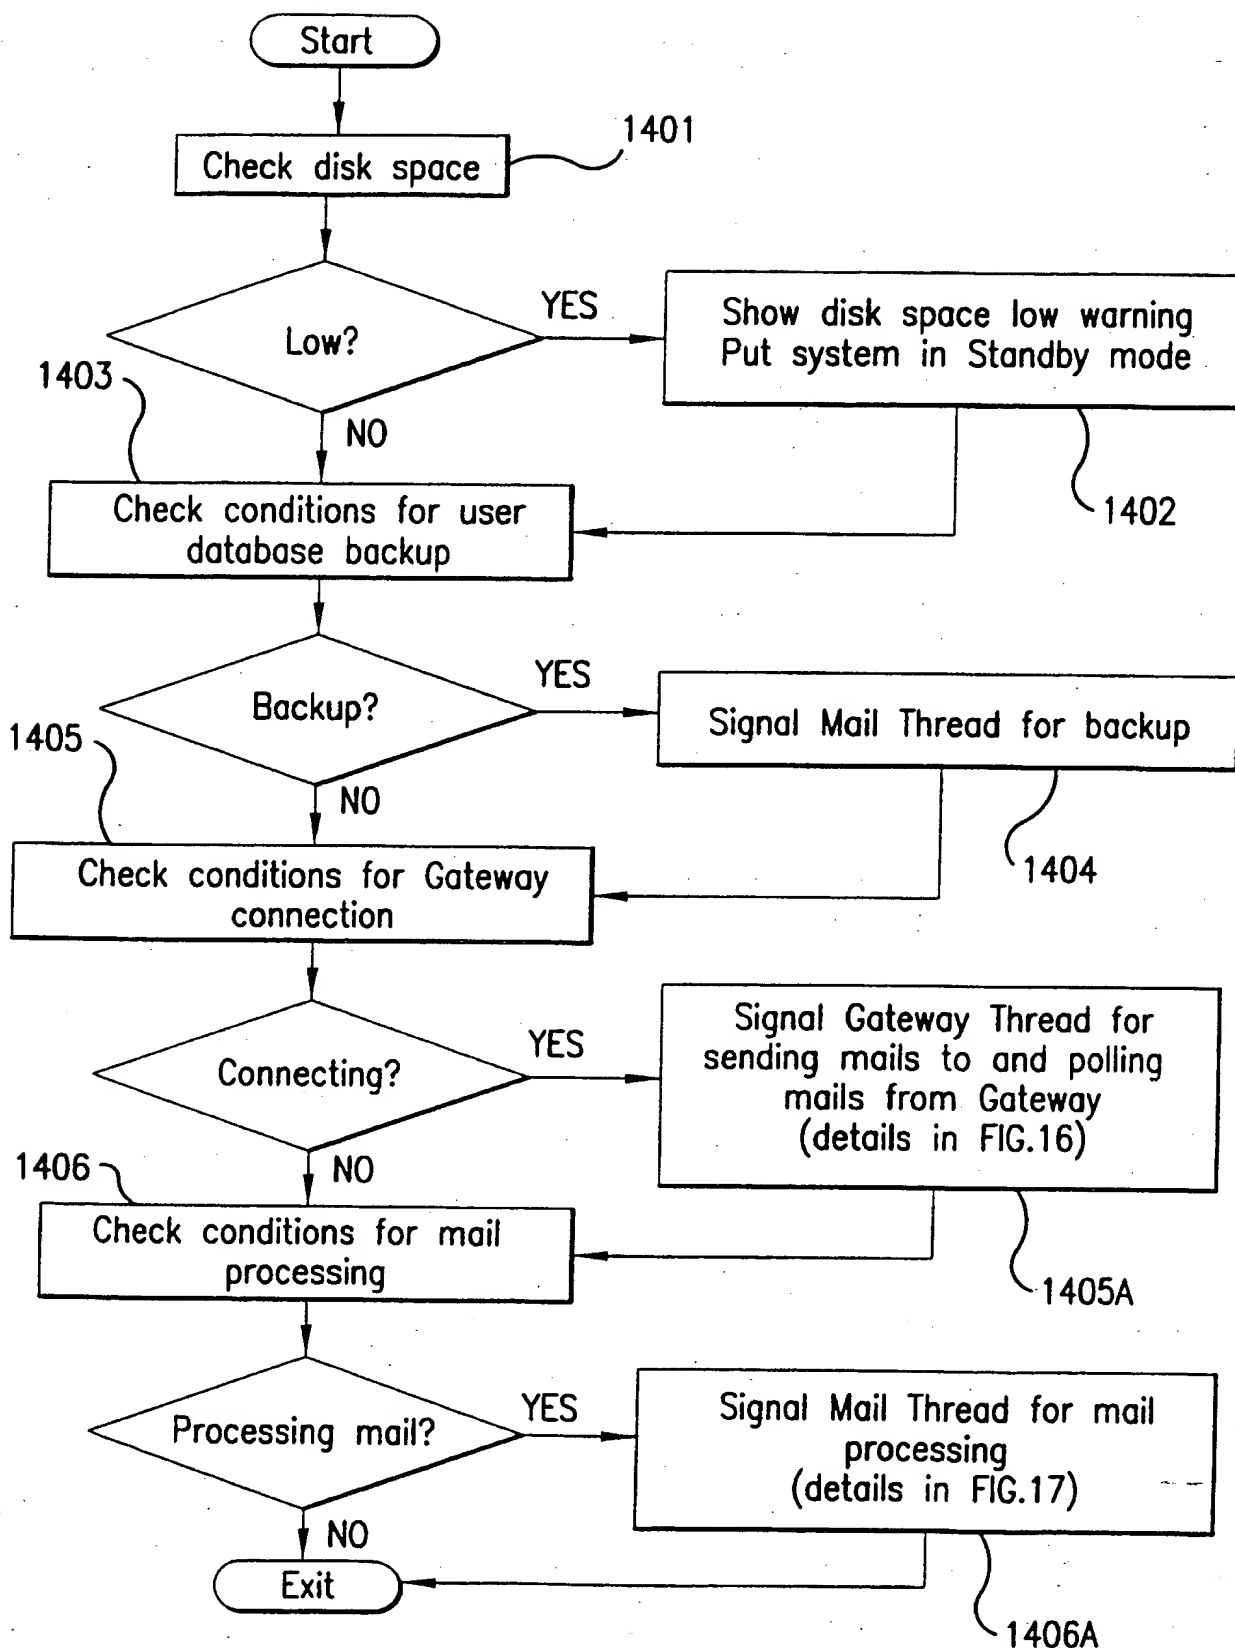 Start
1401
Check disk space
YES
Show disk space low warning
Put system in Standby mode
Low?
1403
NO
1402
Check conditions for user
database backup
YES
Backup?
Signal Mail Thread for backup
1405
NO
1404
Check conditions for Gateway
connection
Signal Gateway Thread for
sending mails to and polling
mails from Gateway
(details in FIG.16)
YES
Connecting?
1406
NO
Check conditions for mail
processing
1405A
YES
Signal Mail Thread for mail
processing
(details in FIG.17)
Processing mail?
NO
Exit
1406A